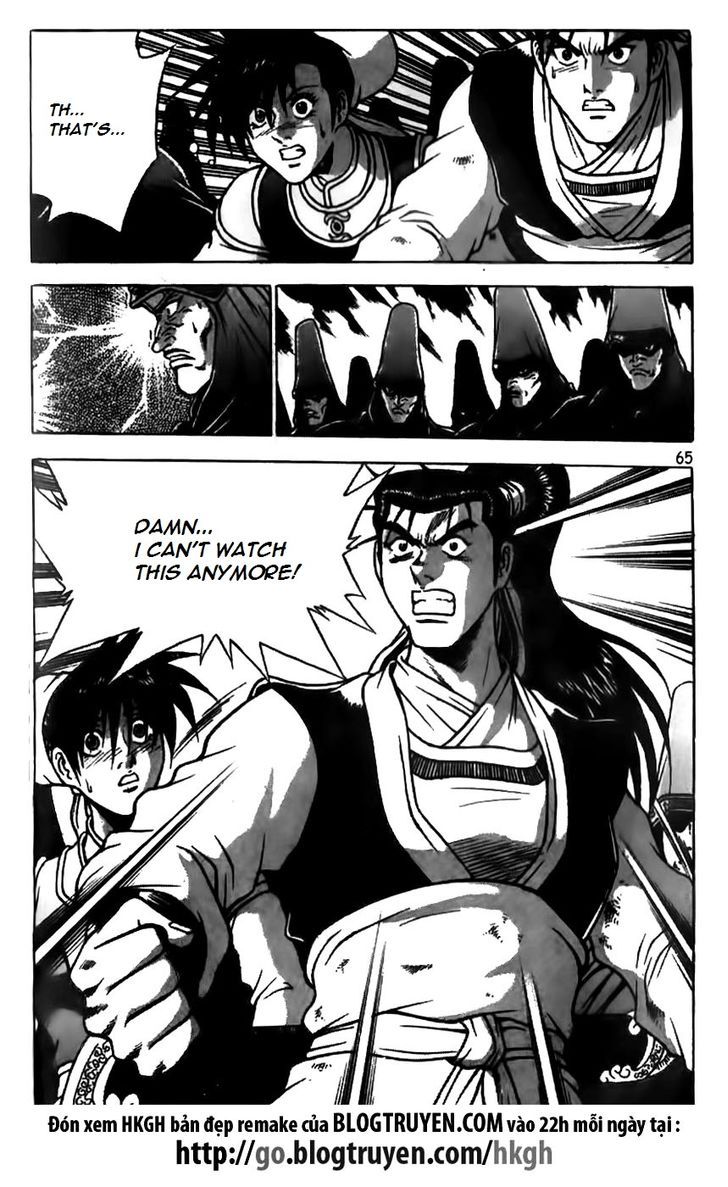 TH...
THAT'S...
65
DAMN...
I CAN'T WATCH
THIS ANYMORE!
Đón xem HKGH bản đẹp remake của BLOGTRUYEN.COM vào 22h mỗi ngày tại :
http://go.blogtruyen.com/hkgh